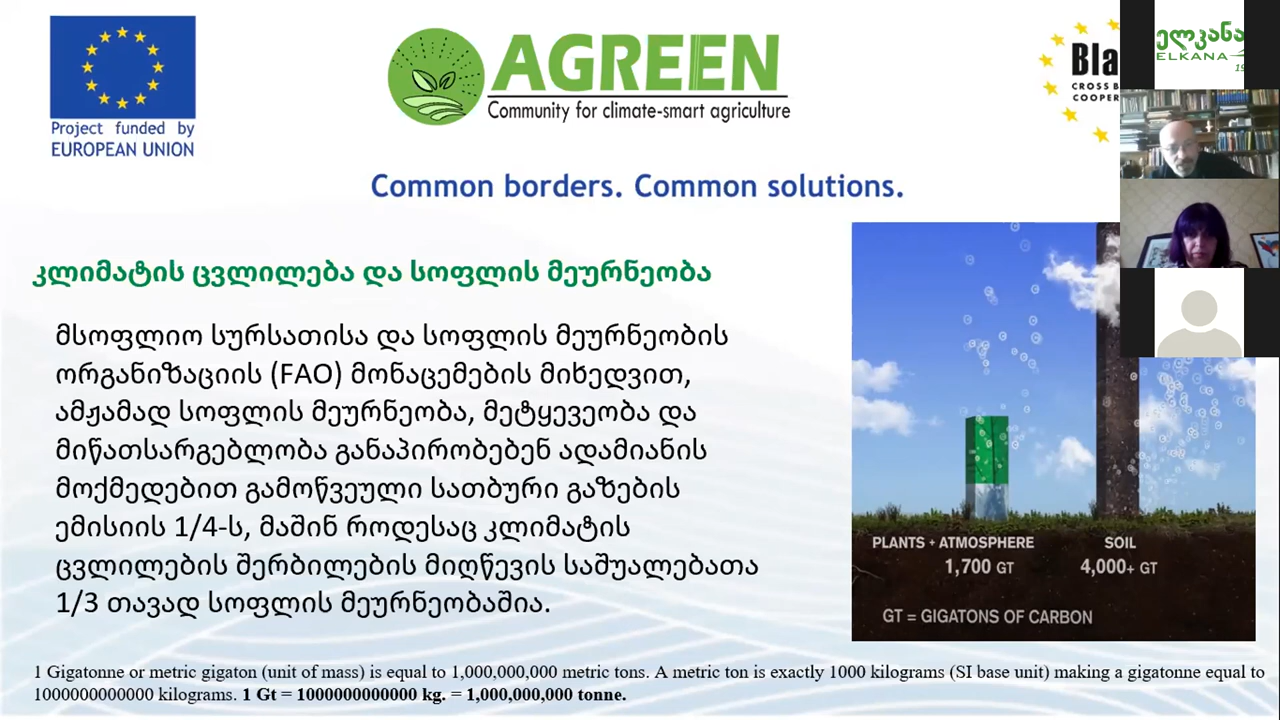 Project funded by
EUROPEAN UNION
AGREEN
Community for climate-smart agriculture
Bla
CROSS B
COOPER
ელკანა
ELKANA
19
Common borders. Common solutions.
კლიმატის ცვლილება და სოფლის მეურნეობა
მსოფლიო სურსათისა და სოფლის მეურნეობის
ორგანიზაციის (FAO) მონაცემების მიხედვით,
ამჟამად სოფლის მეურნეობა, მეტყევეობა და
მიწათსარგებლობა განაპირობებენ ადამიანის
მოქმედებით გამოწვეული სათბური გაზების
ემისიის 1/4-ს, მაშინ როდესაც კლიმატის
ცვლილების შერბილების მიღწევის საშუალებათა
1/3 თავად სოფლის მეურნეობაშია.
PLANTS + ATMOSPHERE
1,700 GT
SOIL
4,000+ GT
GT = GIGATONS OF CARBON
1 Gigatonne or metric gigaton (unit of mass) is equal to 1,000,000,000 metric tons. A metric ton is exactly 1000 kilograms (SI base unit) making a gigatonne equal to
1000000000000 kilograms. 1 Gt = 1000000000000 kg. = 1,000,000,000 tonne.